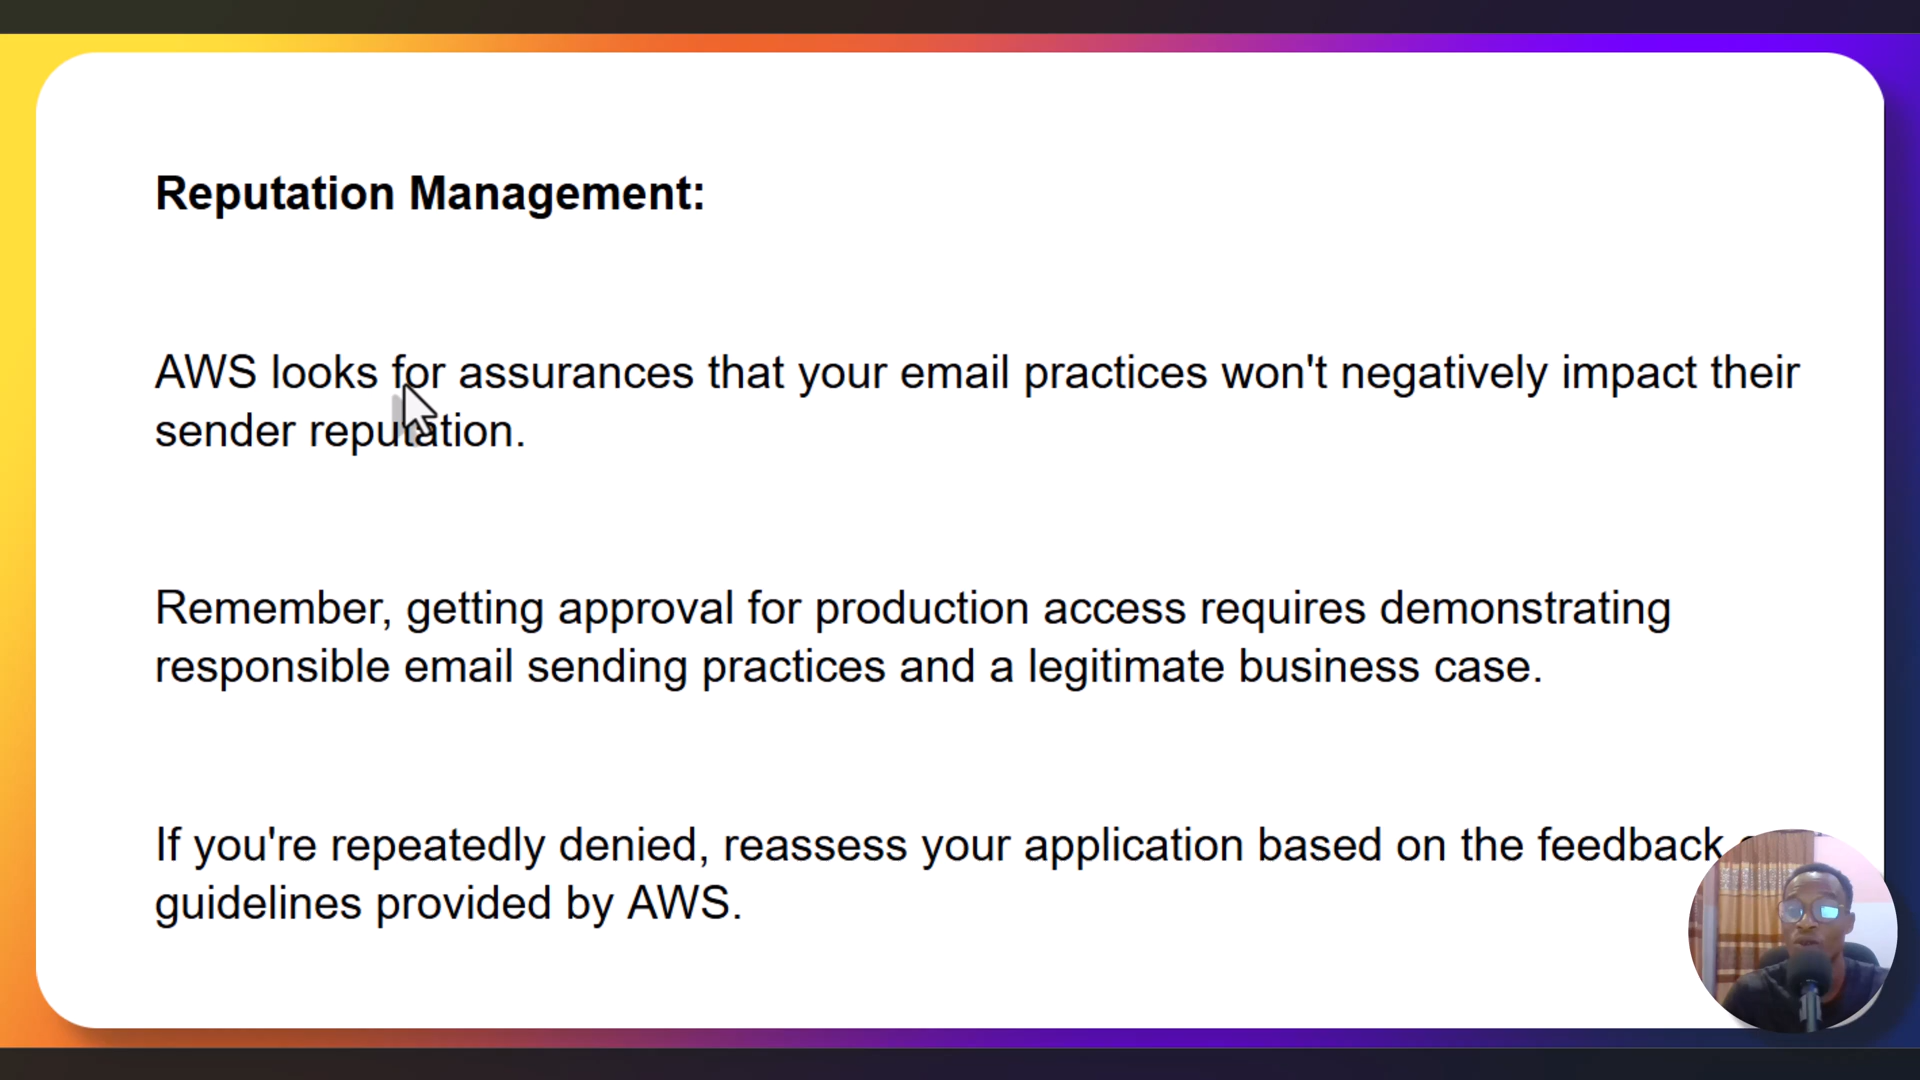 Reputation Management:
AWS looks for assurances that your email practices won't negatively impact their
sender reputation.
Remember, getting approval for production access requires demonstrating
responsible email sending practices and a legitimate business case.
If you're repeatedly denied, reassess your application based on the feedback
guidelines provided by AWS.